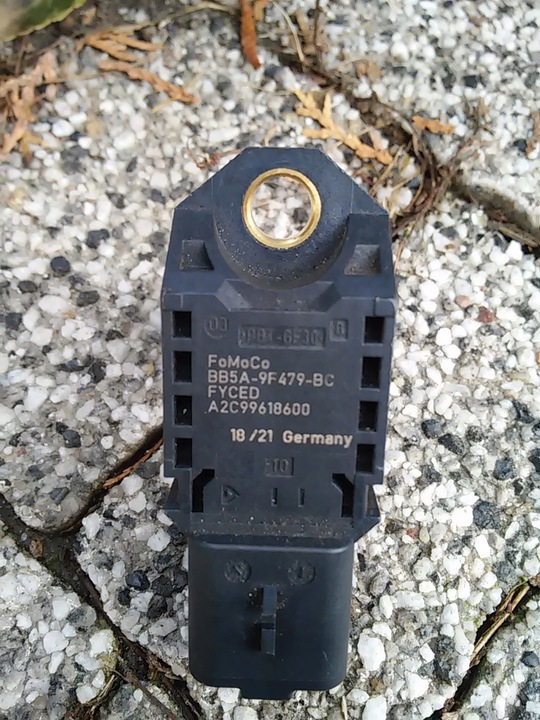 FoMoCo
BB5A-9F479-BC
FYCED
A2C99618600
18/21 Germany